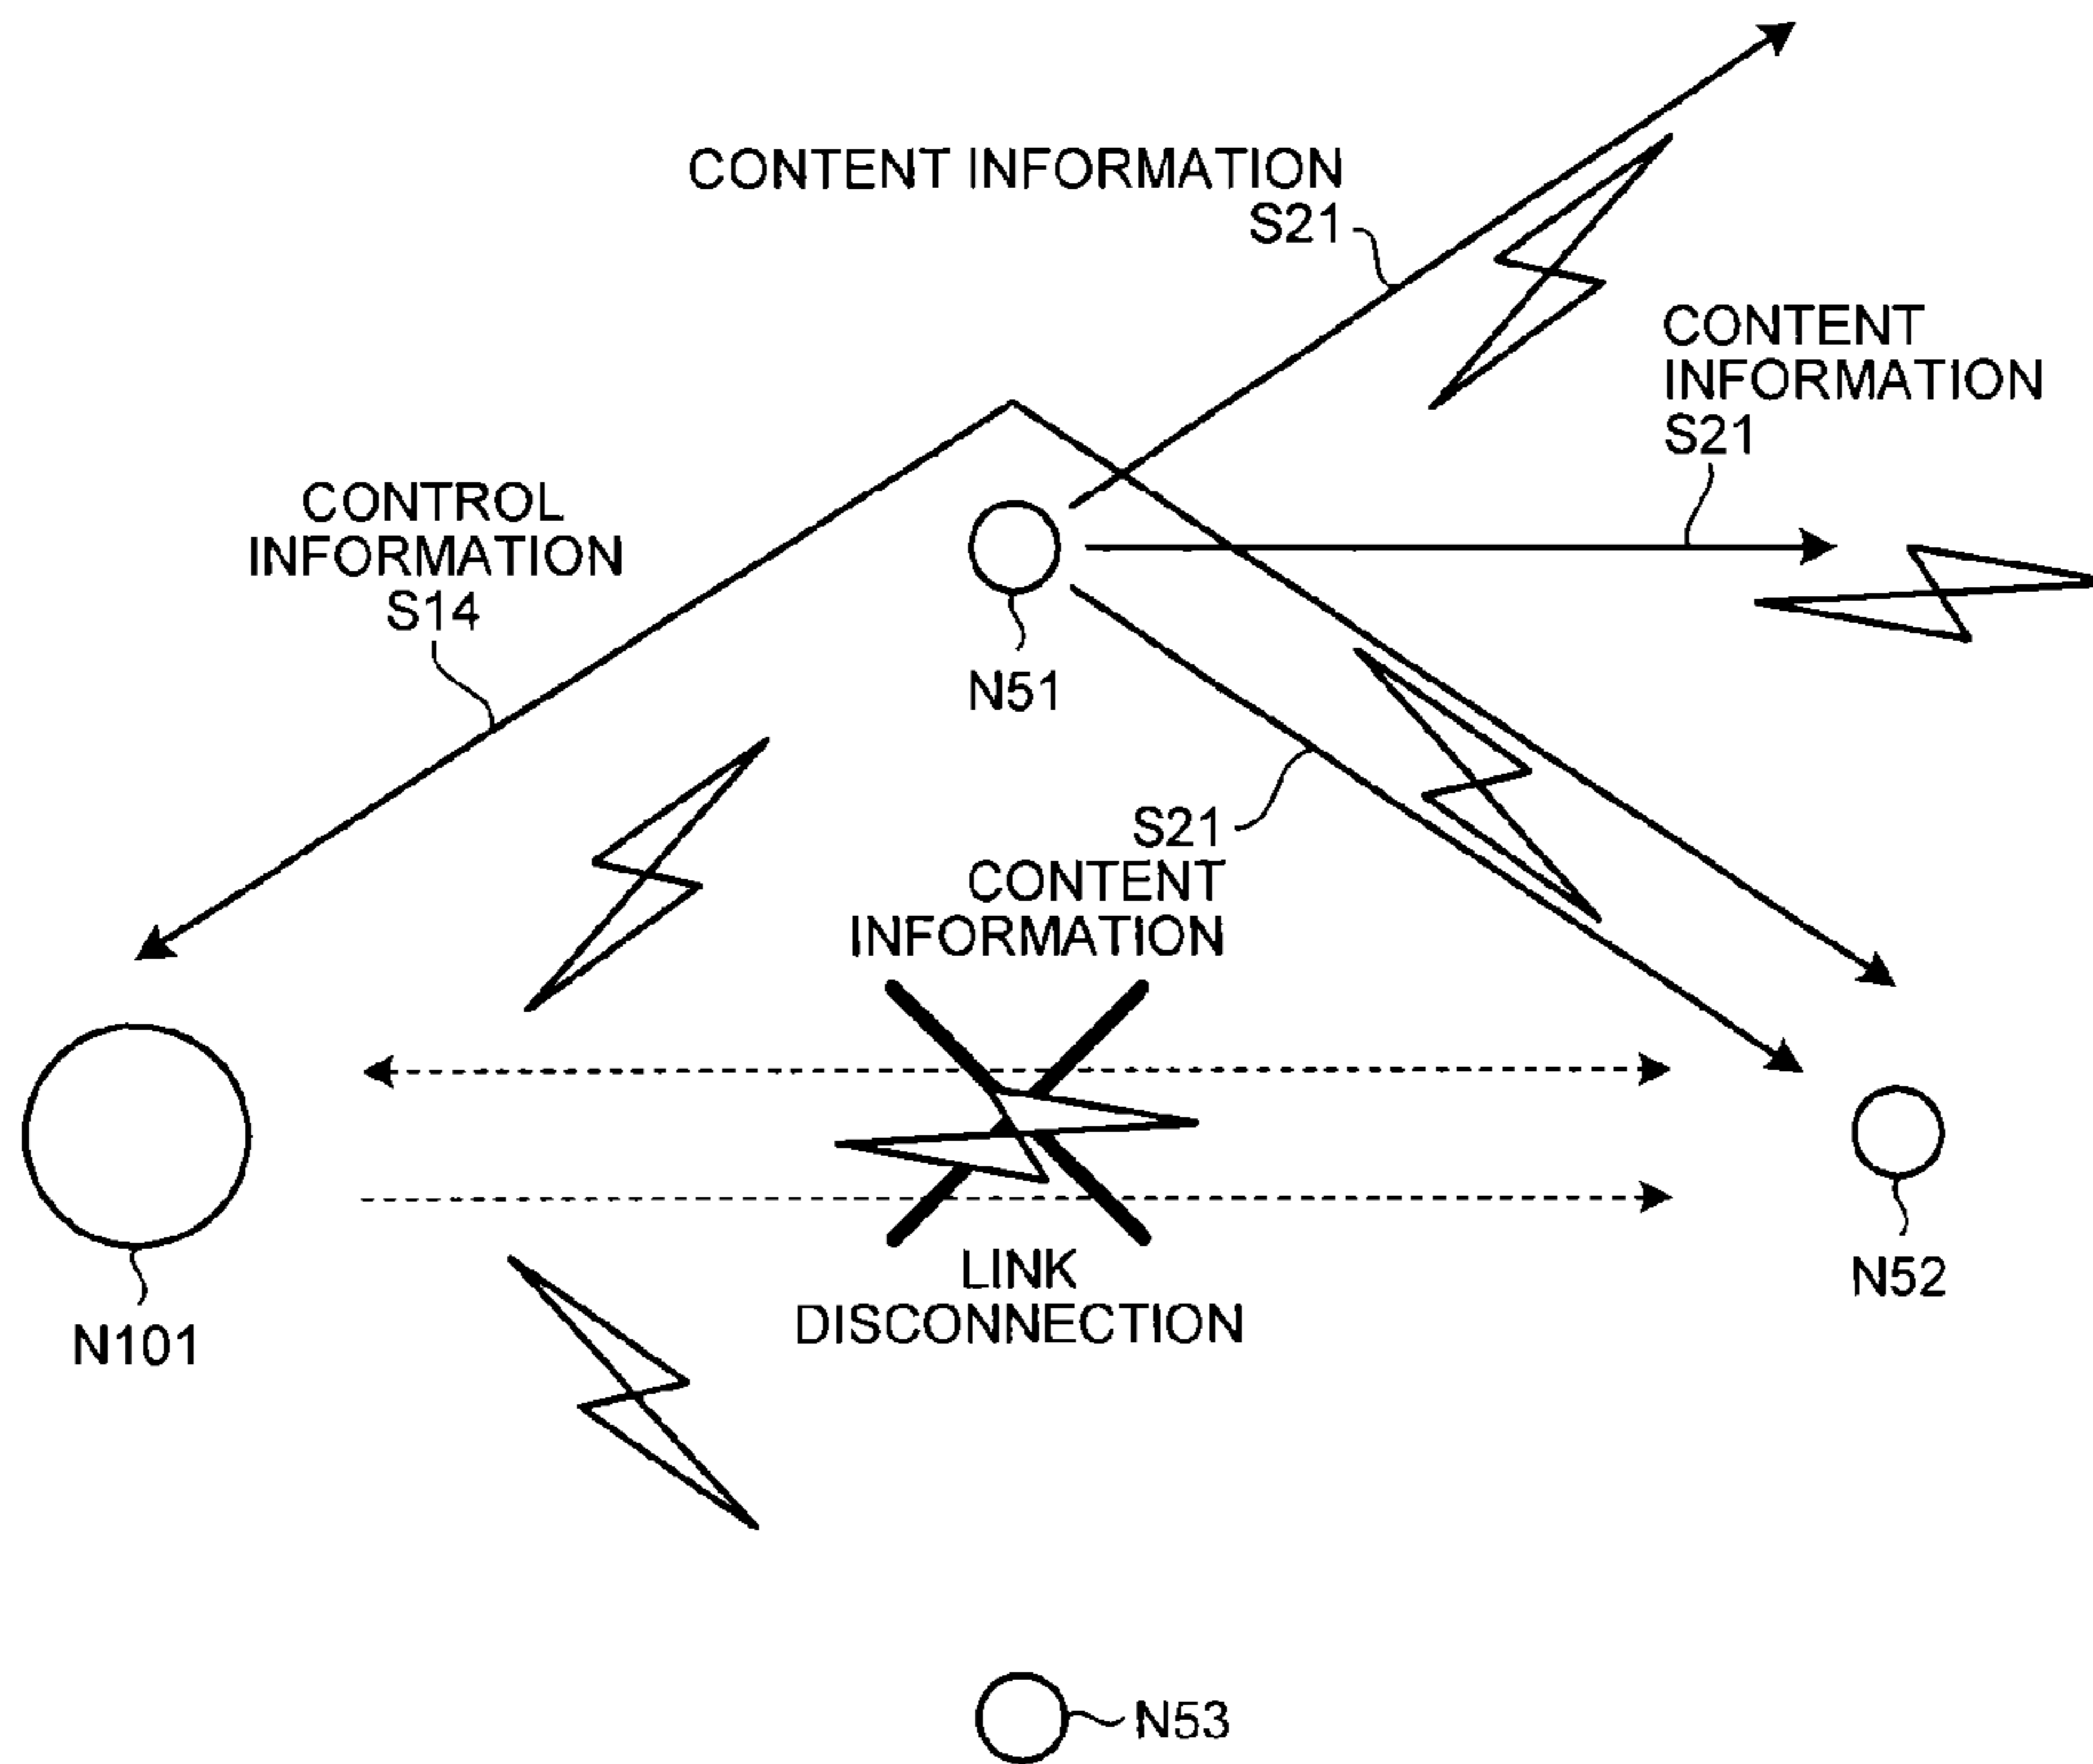 CONTENT INFORMATION
S21
CONTENT
INFORMATION
S21
CONTROL
INFORMATION
S14
N51
S21
CONTENT
INFORMATION
LINK
DISCONNECTION
N101
N52
N53